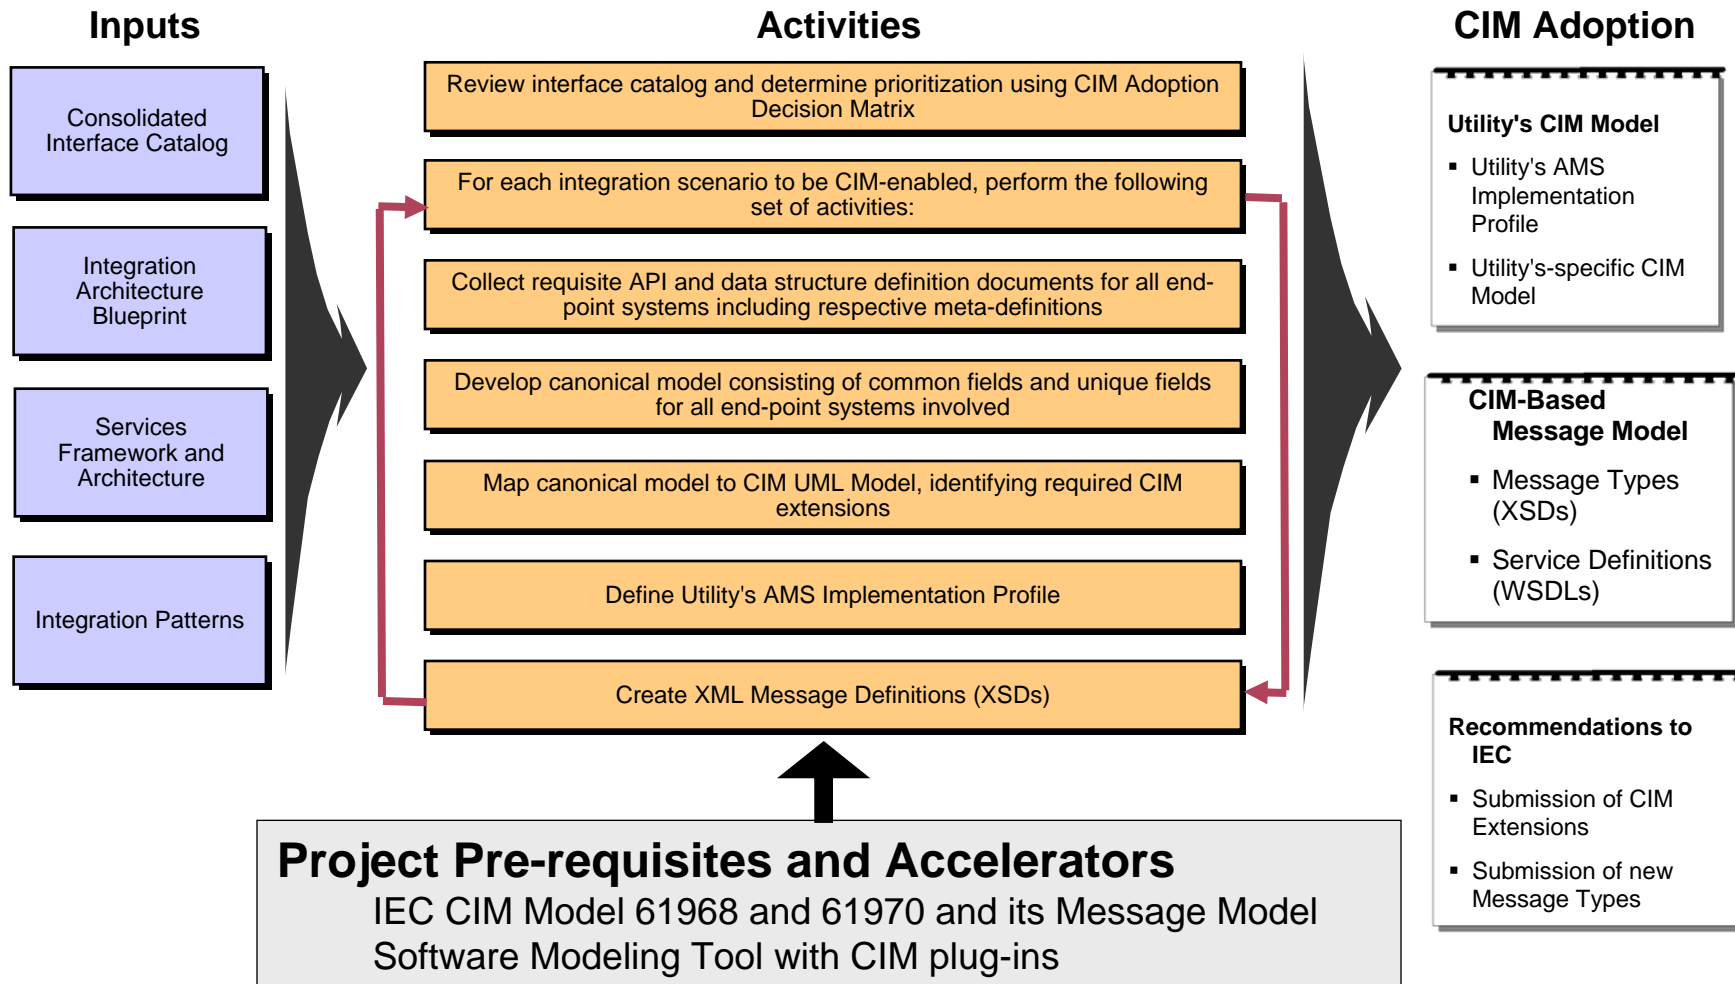 Inputs
Consolidated
Interface Catalog
Integration
Architecture
Blueprint
Services
Framework and
Architecture
Integration Patterns
Activities
Review interface catalog and determine prioritization using CIM Adoption
Decision Matrix
For each integration scenario to be CIM-enabled, perform the following
set of activities:
Collect requisite API and data structure definition documents for all end-
point systems including respective meta-definitions
Develop canonical model consisting of common fields and unique fields
for all end-point systems involved
Map canonical model to CIM UML Model, identifying required CIM
extensions
Define Utility's AMS Implementation Profile
Create XML Message Definitions (XSDs)
CIM Adoption
Utility's CIM Model
▪ Utility's AMS
Implementation
Profile
▪ Utility's-specific CIM
Model
CIM-Based
Message Model
▪ Message Types
(XSDs)
▪ Service Definitions
(WSDLs)
Recommendations to
IEC
▪ Submission of CIM
Extensions
▪ Submission of new
Message Types
Project Pre-requisites and Accelerators
IEC CIM Model 61968 and 61970 and its Message Model
Software Modeling Tool with CIM plug-ins